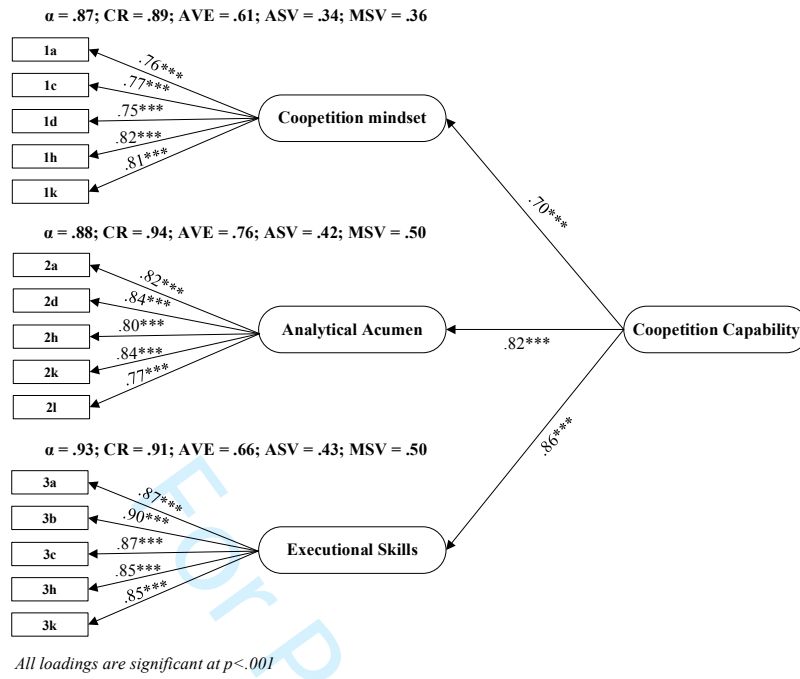 α = .87; CR = .89; AVE = .61; ASV = .34; MSV = .36
1a
.76***
1c
.77***
1d
.75***
Coopetition mindset
1h
.82***
1k
.81***
.70***
α = .88; CR = .94; AVE = .76; ASV = .42; MSV = .50
2a
.82***
2d
.84***
2h
.80***
Analytical Acumen
.82***
Coopetition Capability
2k
.84***
2l
.77***
α = .93; CR = .91; AVE = .66; ASV = .43; MSV = .50
.86***
3a
.87***
3b
.90***
3c
.87***
Executional Skills
3h
.85***
3k
.85***
For P
All loadings are significant at p<.001